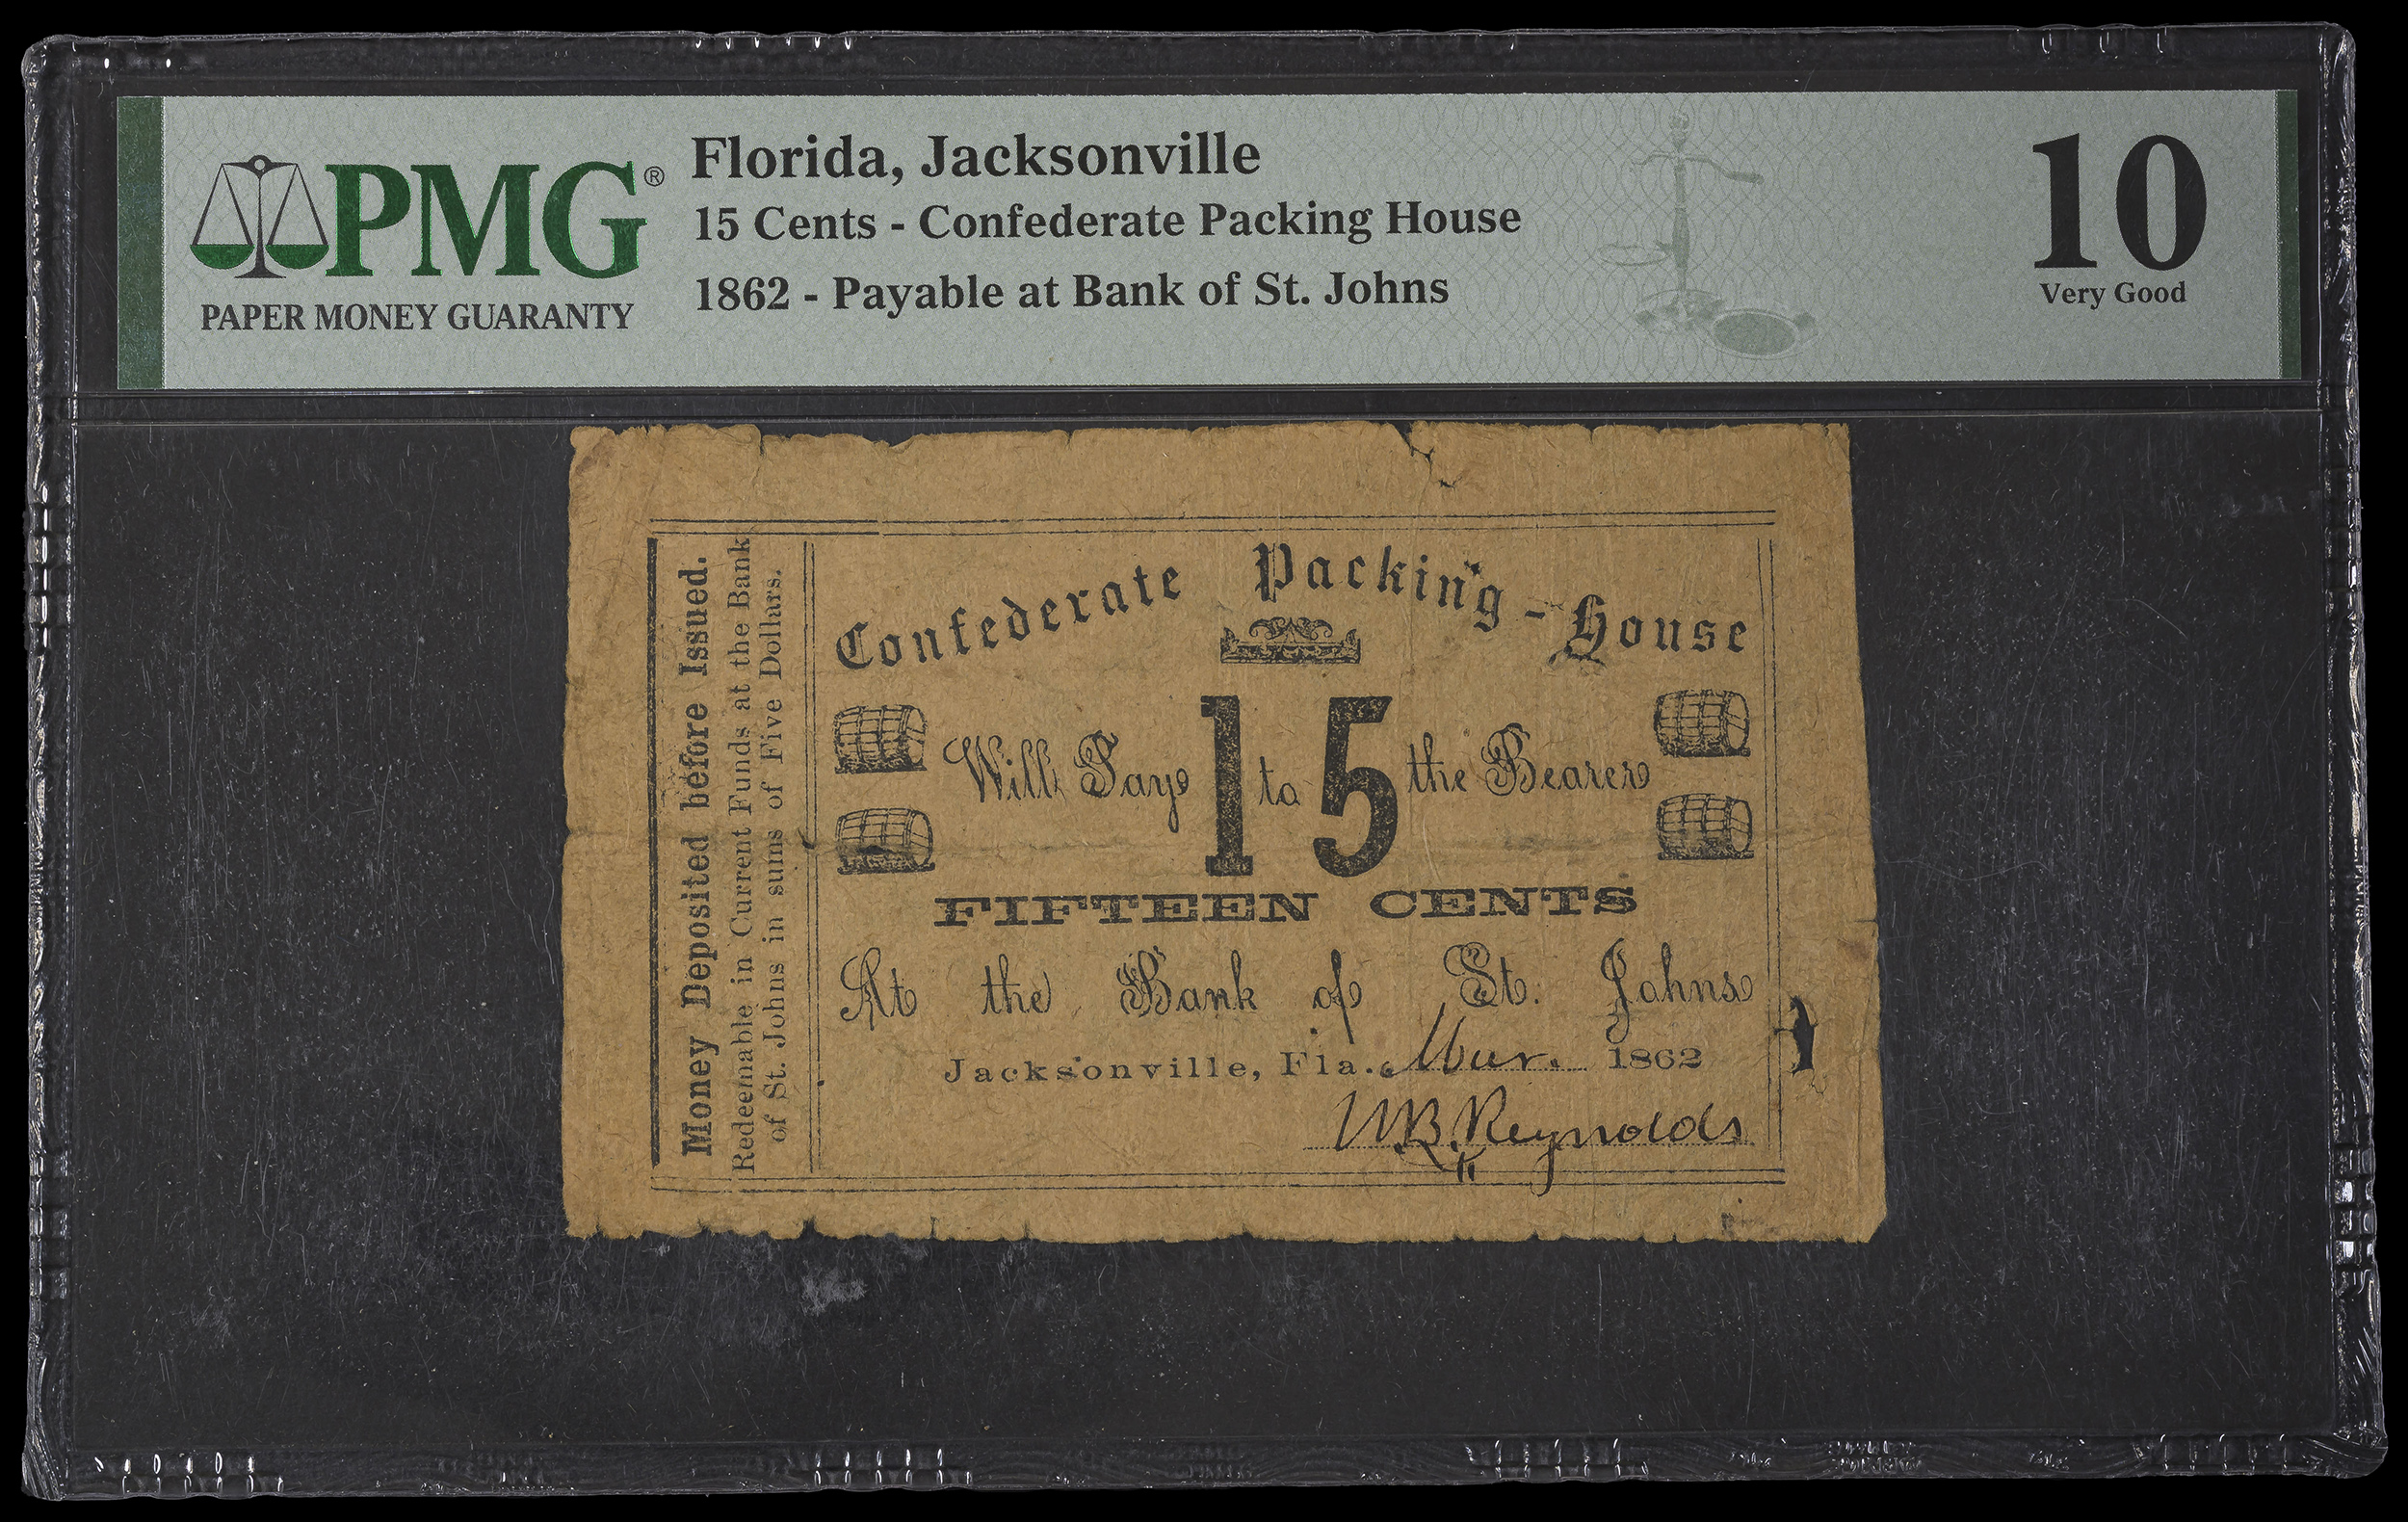 PMG®
PAPER MONEY GUARANTY
Florida, Jacksonville
15 Cents - Confederate Packing House
1862 - Payable at Bank of St. Johns
10
Very Good
Money Deposited before Issued.
Redeemable in Current Funds at the Bank
of St. Johns in sums of Five Dollars.
Confederate Packing-House
Will Pay 15 to the Bearer
FIFTEEN CENTS
At the Bank of St. Johns
Jacksonville, Fla. Mar. 1862
W B Reynolds